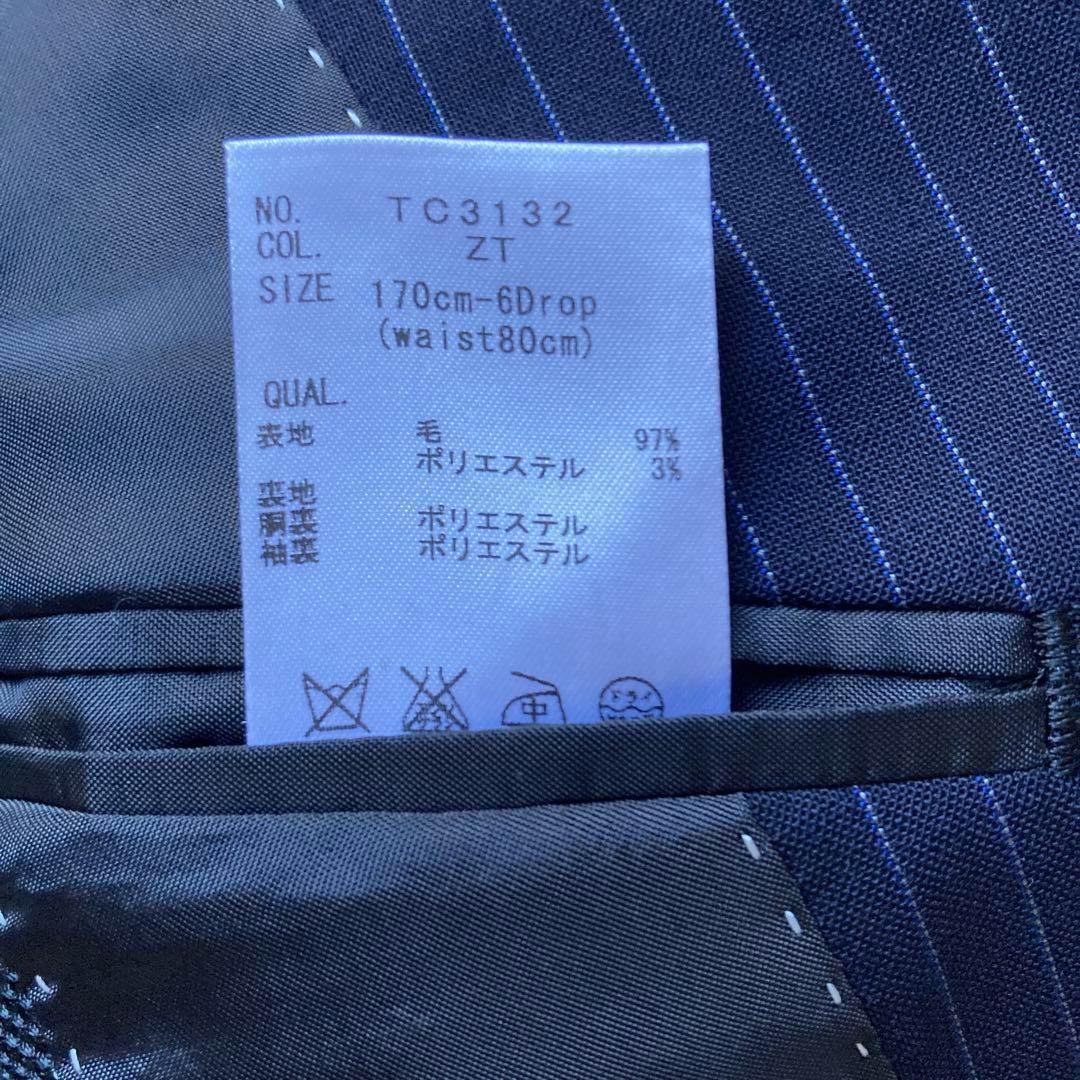 NO. TC3132
COL. ZT
SIZE 170cm-6Drop
(waist80cm)
QUAL.
表地 毛 97%
ポリエステル 3%
裏地
胴裏 ポリエステル
袖裏 ポリエステル
中
ドライ